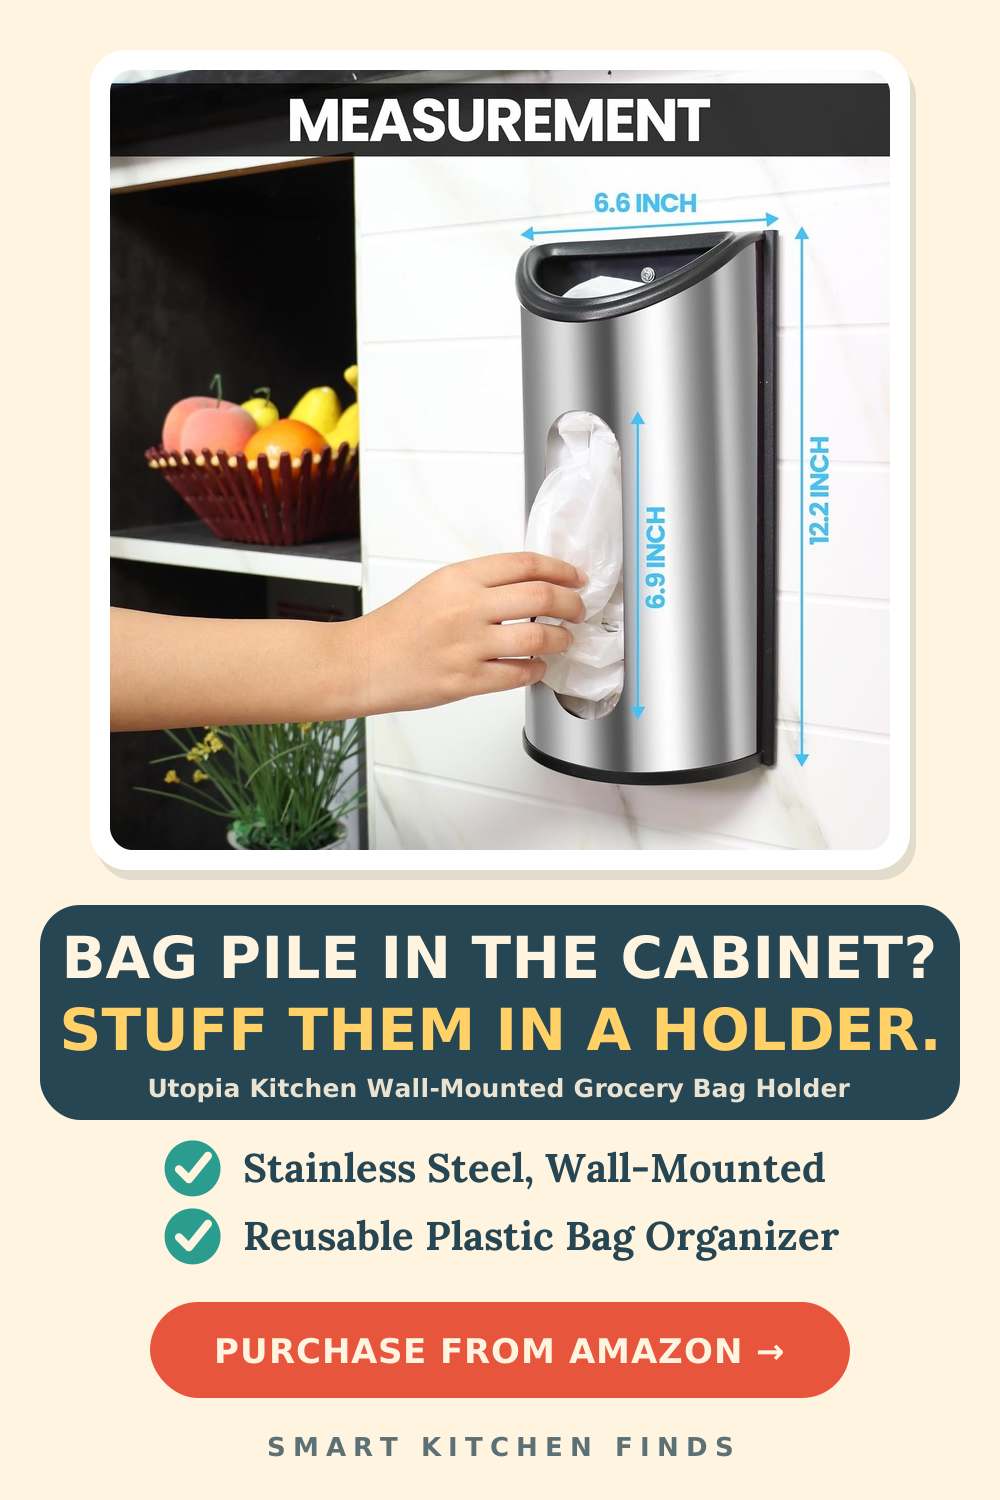 MEASUREMENT
6.6 INCH
12.2 INCH
6.9 INCH
BAG PILE IN THE CABINET?
STUFF THEM IN A HOLDER.
Utopia Kitchen Wall-Mounted Grocery Bag Holder
Stainless Steel, Wall-Mounted
Reusable Plastic Bag Organizer
PURCHASE FROM AMAZON →
SMART KITCHEN FINDS